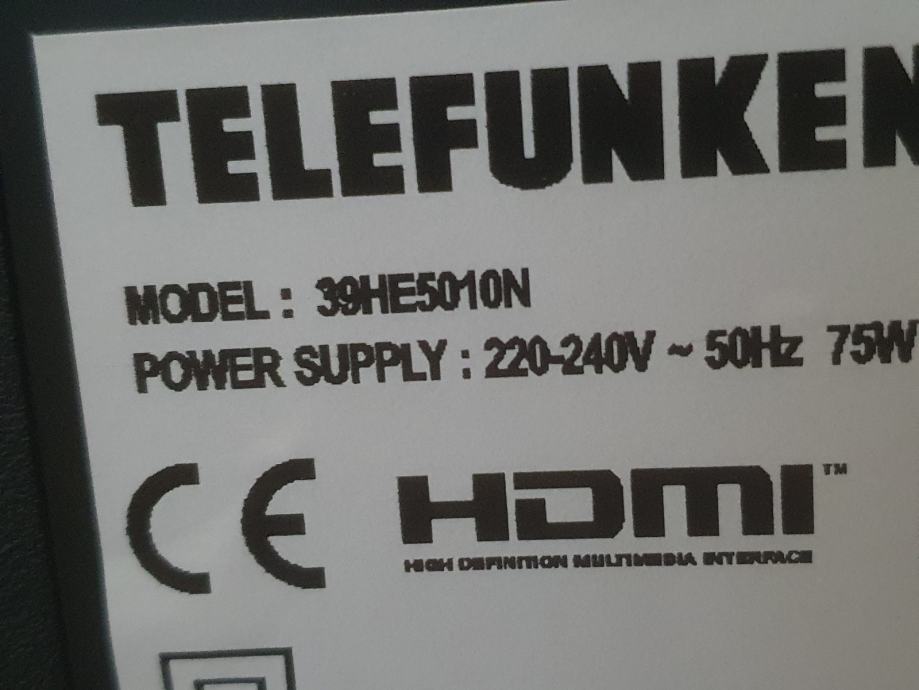 TELEFUNKEN
MODEL : 39HE5010N
POWER SUPPLY : 220-240V ~ 50Hz 75W
CE HDMI™
HIGH DEFINITION MULTIMEDIA INTERFACE